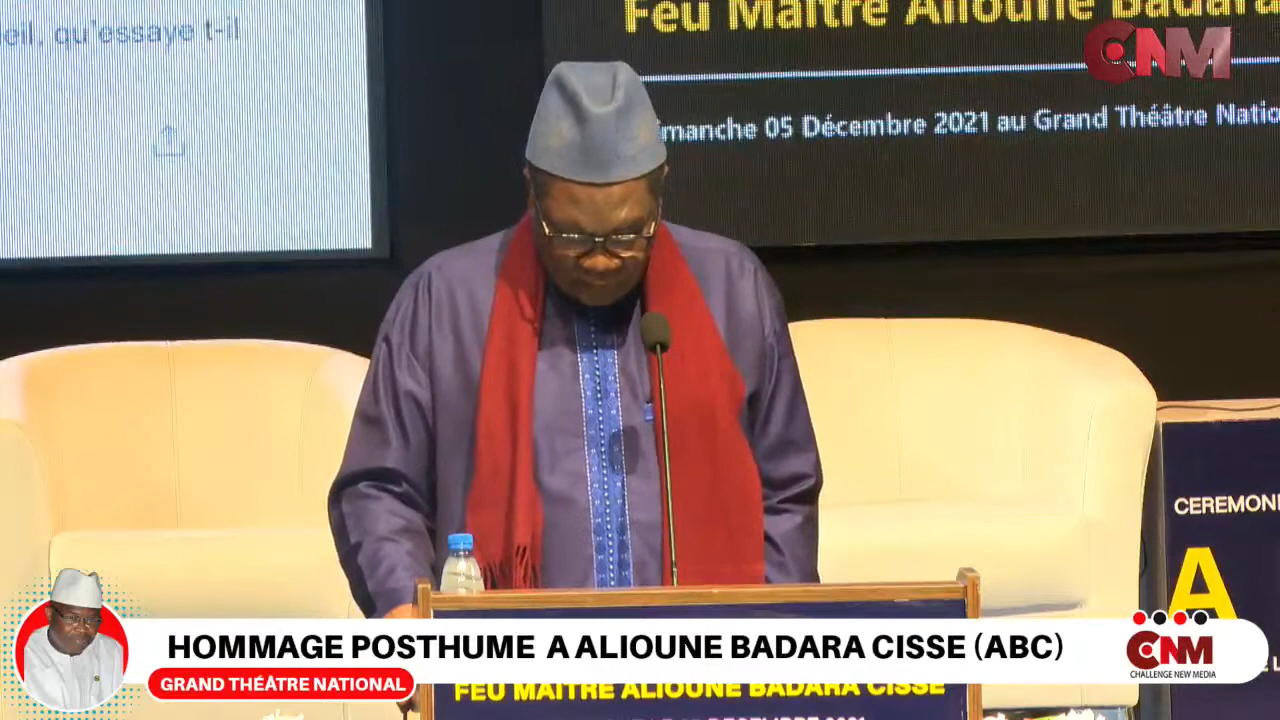 eil, qu'essaye t-il
Feu Maître Alioune Badara
CNM
imanche 05 Décembre 2021 au Grand Théâtre Natio
CEREMONI
A
HOMMAGE POSTHUME A ALIOUNE BADARA CISSE (ABC)
GRAND THÉÂTRE NATIONAL
CNM
CHALLENGE NEW MEDIA
FEU MAITRE ALIOUNE BADARA CISSE